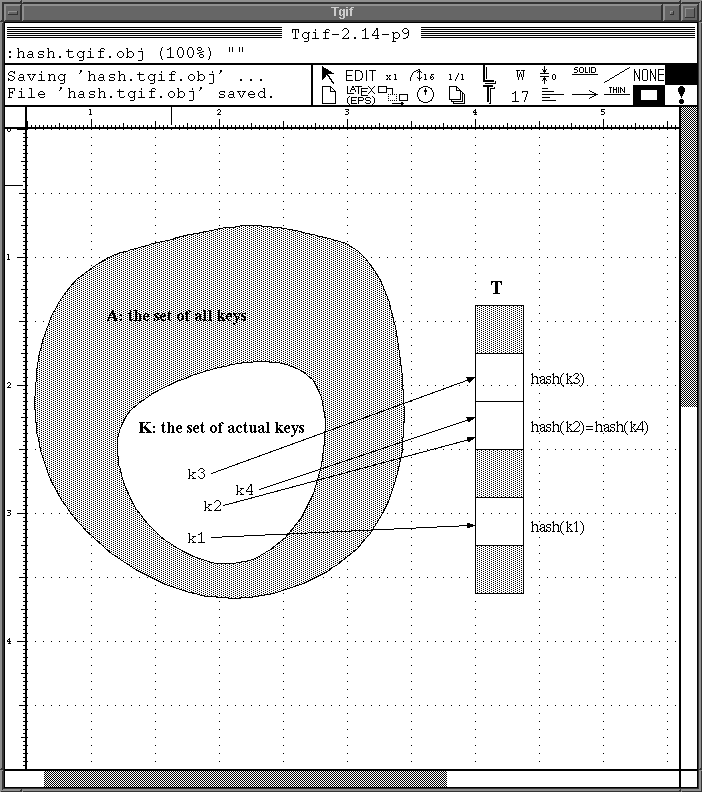 Tgif
Tgif-2.14-p9
:hash.tgif.obj (100%) ""
Saving 'hash.tgif.obj' ...
File 'hash.tgif.obj' saved.
EDIT x1 16 1/1 L W 0 SOLID NONE
LATEX (EPS) T 17 THIN !
1 2 3 4 5
0
1
2
3
4
A: the set of all keys
T
K: the set of actual keys
hash(k3)
hash(k2)=hash(k4)
k3
k4
k2
k1
hash(k1)